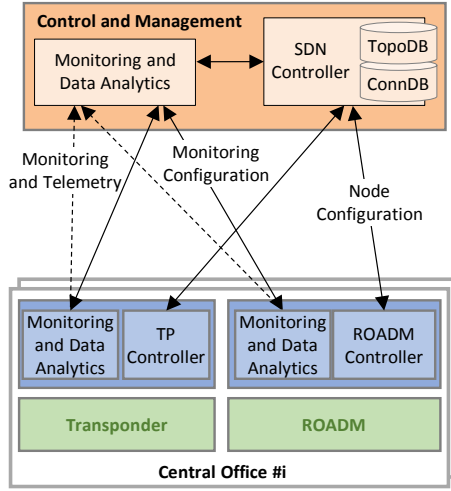 Control and Management
Monitoring and
Data Analytics
SDN
Controller
TopoDB
ConnDB
Monitoring
and Telemetry
Monitoring
Configuration
Node
Configuration
Monitoring
and Data
Analytics
TP
Controller
Monitoring
and Data
Analytics
ROADM
Controller
Transponder
ROADM
Central Office #i